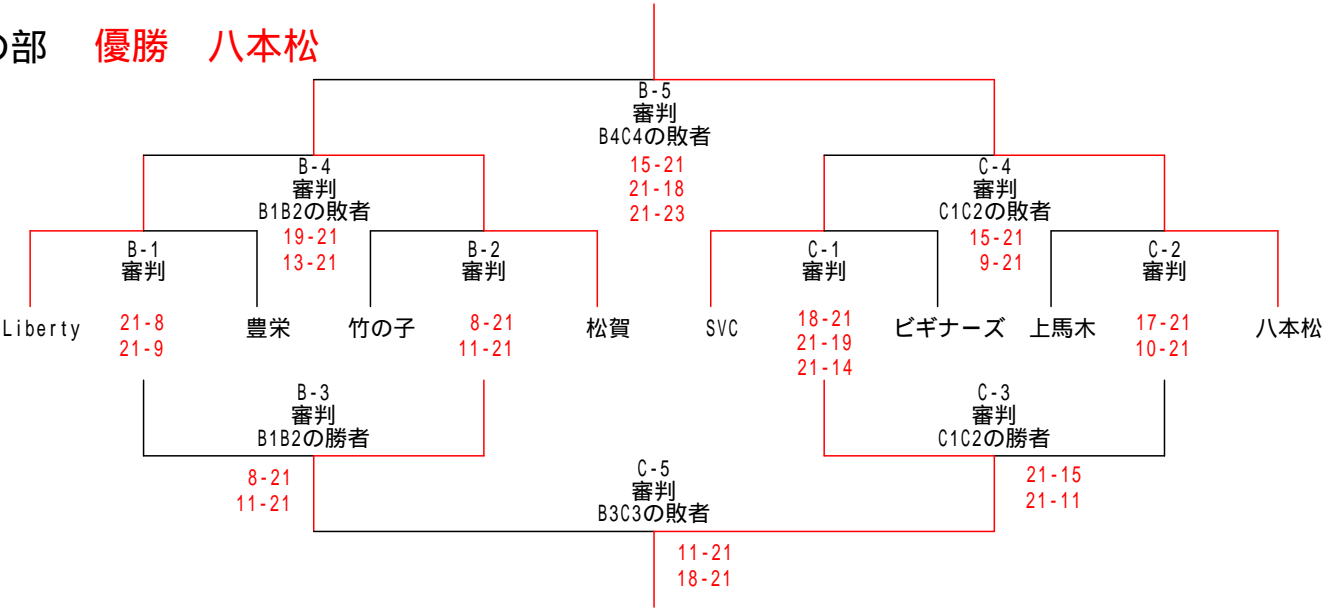 の部　優勝　八本松
B-5
審判
B4C4の敗者
15-21
21-18
21-23
B-4
審判
B1B2の敗者
19-21
13-21
C-4
審判
C1C2の敗者
15-21
9-21
B-1
審判
B-2
審判
C-1
審判
C-2
審判
Liberty
21-8
21-9
豊栄
竹の子
8-21
11-21
松賀
SVC
18-21
21-19
21-14
ビギナーズ
上馬木
17-21
10-21
八本松
B-3
審判
B1B2の勝者
8-21
11-21
C-3
審判
C1C2の勝者
21-15
21-11
C-5
審判
B3C3の敗者
11-21
18-21